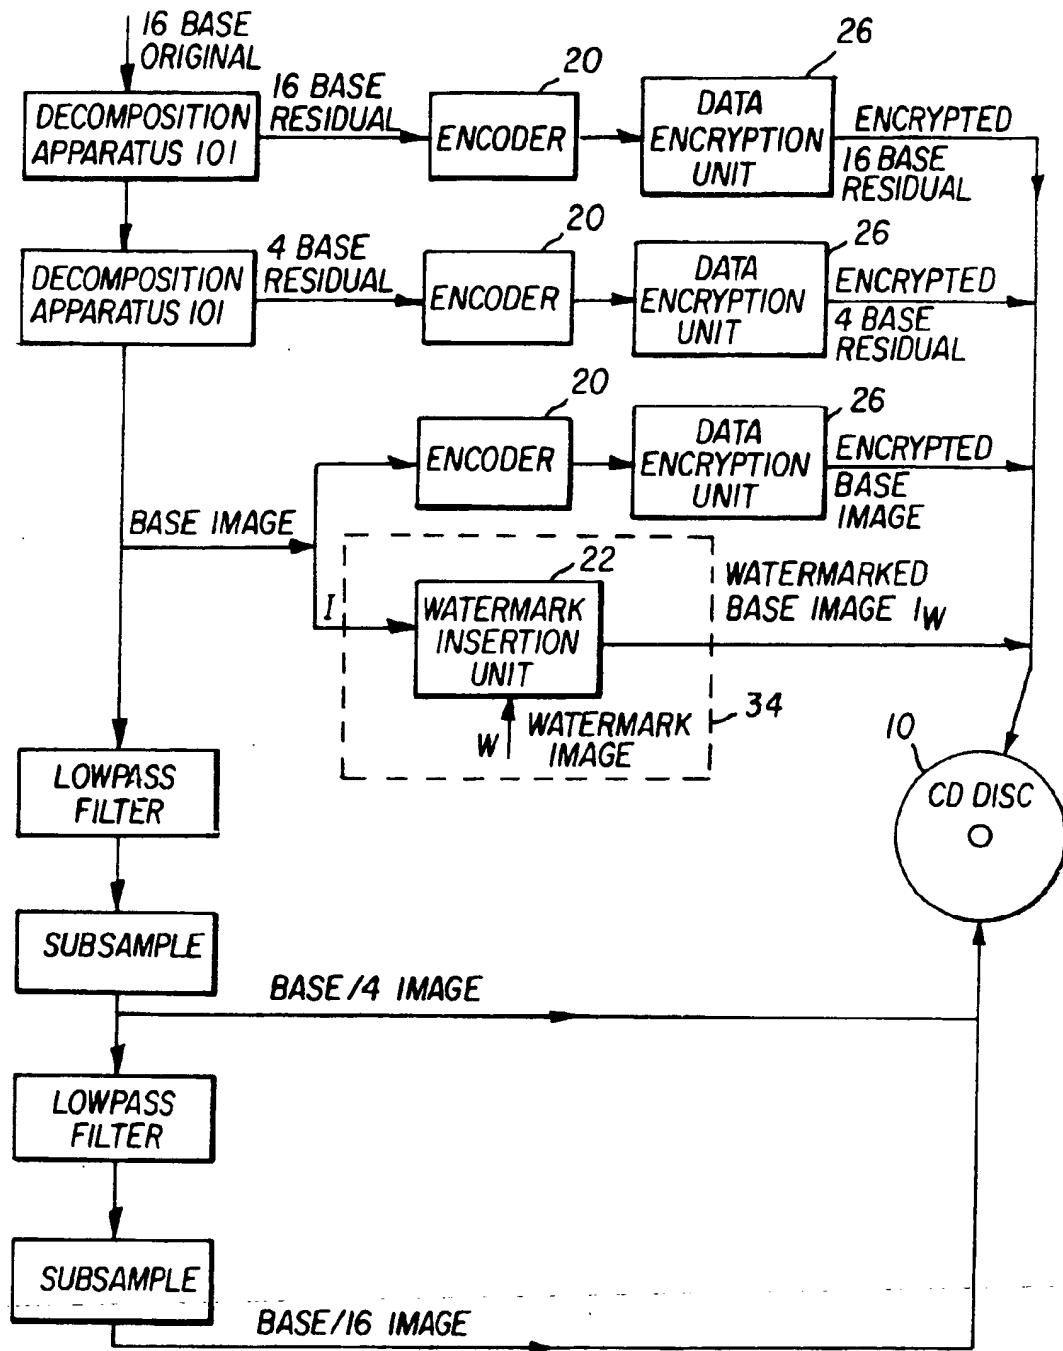 16 BASE
ORIGINAL
DECOMPOSITION
APPARATUS 101
16 BASE
RESIDUAL
20
ENCODER
26
DATA
ENCRYPTION
UNIT
ENCRYPTED
16 BASE
RESIDUAL
DECOMPOSITION
APPARATUS 101
4 BASE
RESIDUAL
20
ENCODER
26
DATA
ENCRYPTION
UNIT
ENCRYPTED
4 BASE
RESIDUAL
20
ENCODER
26
DATA
ENCRYPTION
UNIT
ENCRYPTED
BASE
IMAGE
BASE IMAGE
I
22
WATERMARK
INSERTION
UNIT
W
WATERMARK
IMAGE
34
WATERMARKED
BASE IMAGE IW
10
CD DISC
LOWPASS
FILTER
SUBSAMPLE
BASE/4 IMAGE
LOWPASS
FILTER
SUBSAMPLE
BASE/16 IMAGE